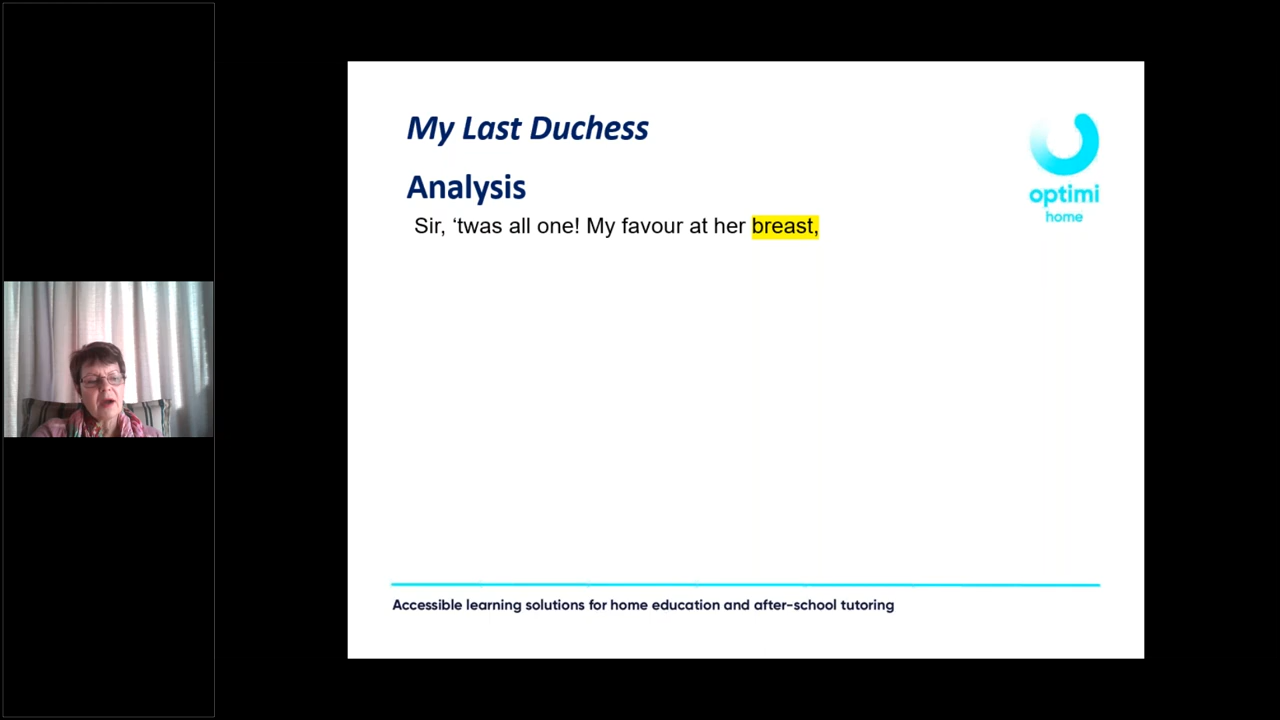 My Last Duchess
Analysis
Sir, ‘twas all one! My favour at her breast,
optimi
home
Accessible learning solutions for home education and after-school tutoring